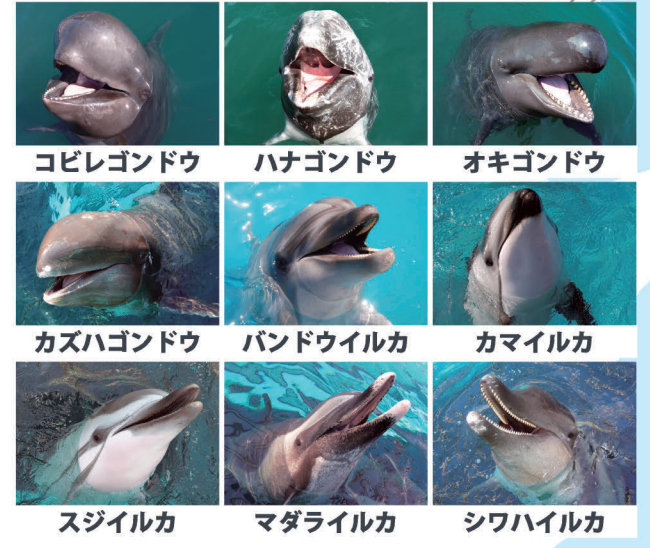 コビレゴンドウ
ハナゴンドウ
オキゴンドウ
カズハゴンドウ
バンドウイルカ
カマイルカ
スジイルカ
マダライルカ
シワハイルカ